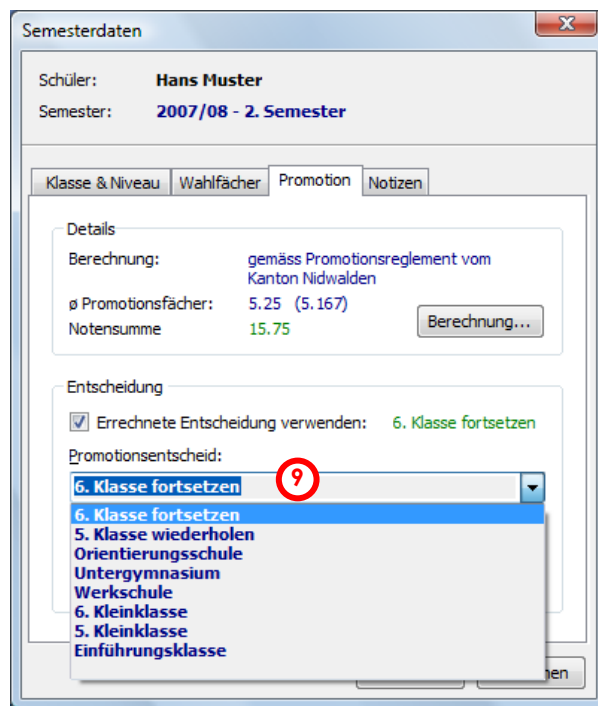 Semesterdaten
Schüler: Hans Muster
Semester: 2007/08 - 2. Semester
Klasse & Niveau Wahlfächer Promotion Notizen
Details
Berechnung: gemäss Promotionsreglement vom
Kanton Nidwalden
ø Promotionsfächer: 5.25 (5.167)
Notensumme 15.75 Berechnung...
Entscheidung
Errechnete Entscheidung verwenden: 6. Klasse fortsetzen
Promotionsentscheid:
6. Klasse fortsetzen 9
6. Klasse fortsetzen
5. Klasse wiederholen
Orientierungsschule
Untergymnasium
Werkschule
6. Kleinklasse
5. Kleinklasse
Einführungsklasse